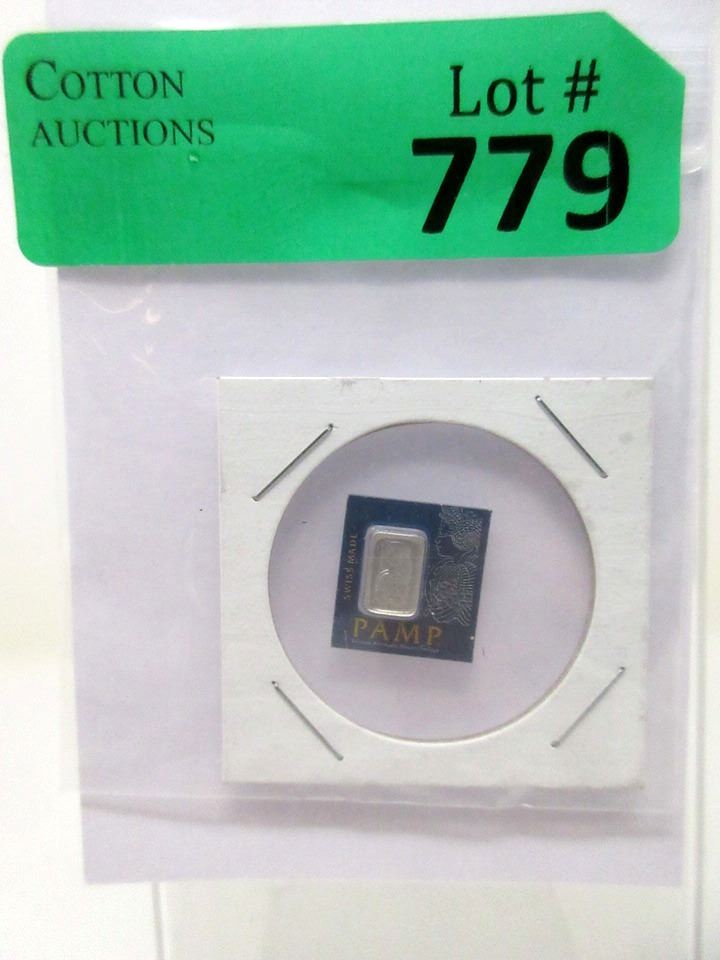 COTTON
AUCTIONS
Lot #
779
SWISS MADE
PAMP